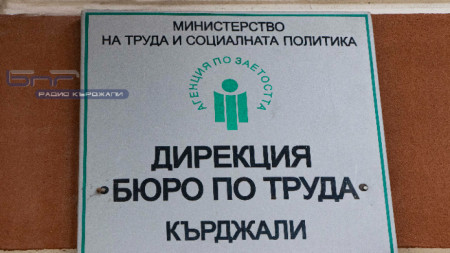 МИНИСТЕРСТВО
НА ТРУДА И СОЦИАЛНАТА ПОЛИТИКА
АГЕНЦИЯ ПО ЗАЕТОСТТА
БНР
РАДИО КЪРДЖАЛИ
ДИРЕКЦИЯ
БЮРО ПО ТРУДА
КЪРДЖАЛИ